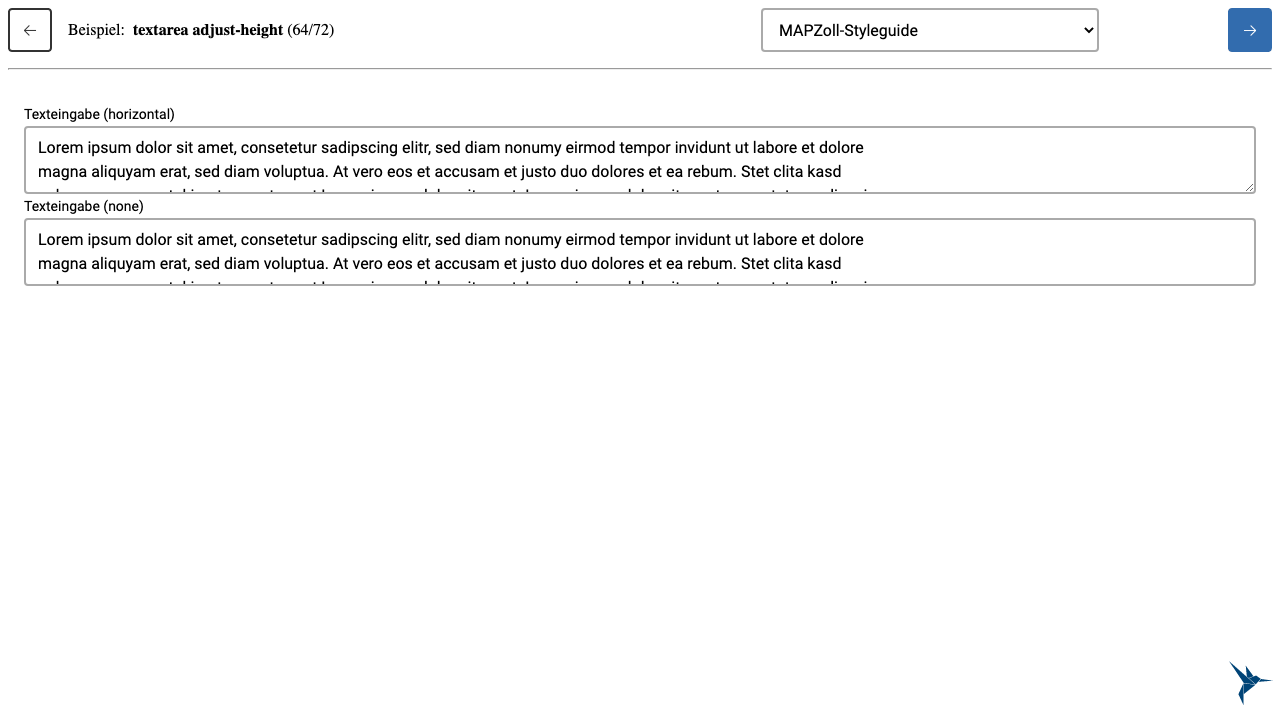 ← Beispiel: textarea adjust-height (64/72) MAPZoll-Styleguide →
Texteingabe (horizontal)
Lorem ipsum dolor sit amet, consetetur sadipscing elitr, sed diam nonumy eirmod tempor invidunt ut labore et dolore
magna aliquyam erat, sed diam voluptua. At vero eos et accusam et justo duo dolores et ea rebum. Stet clita kasd
Texteingabe (none)
Lorem ipsum dolor sit amet, consetetur sadipscing elitr, sed diam nonumy eirmod tempor invidunt ut labore et dolore
magna aliquyam erat, sed diam voluptua. At vero eos et accusam et justo duo dolores et ea rebum. Stet clita kasd